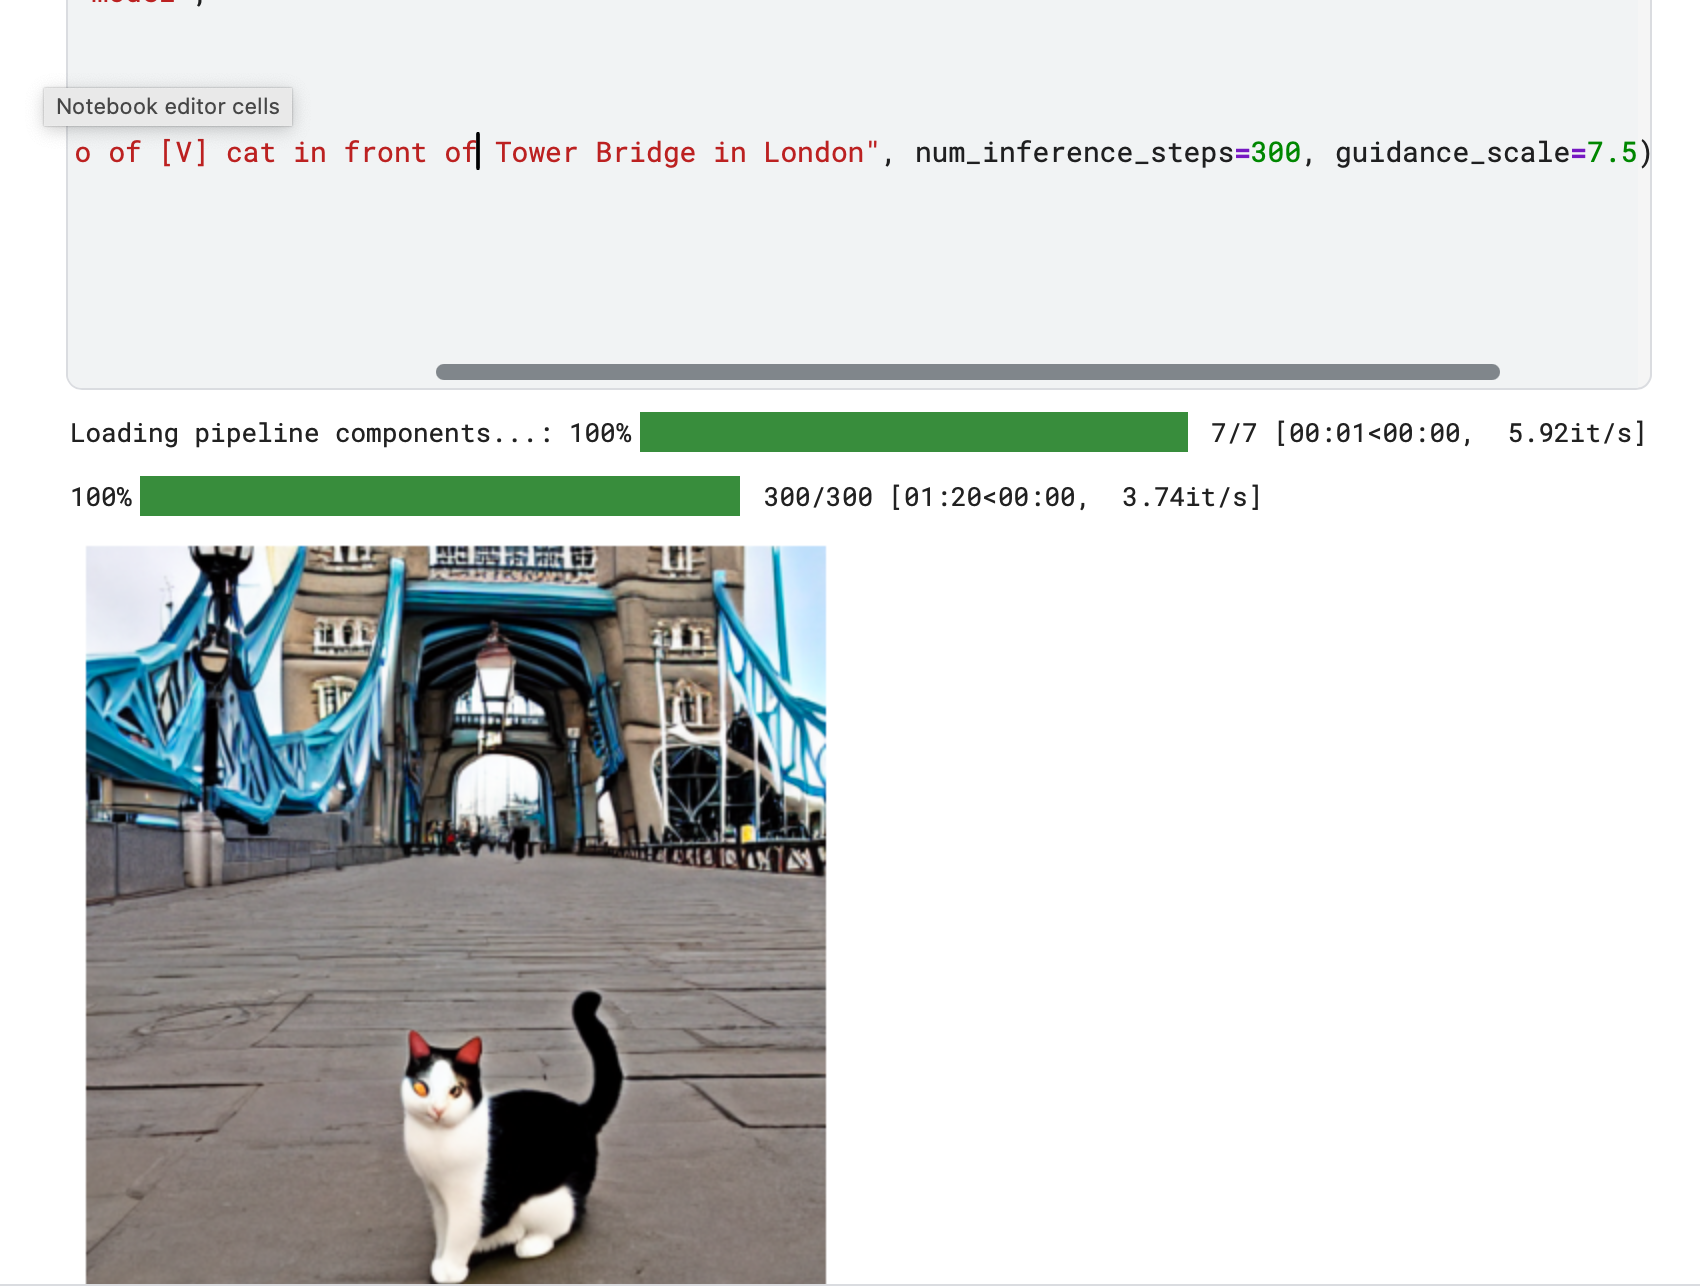 Notebook editor cells
o of [V] cat in front of Tower Bridge in London", num_inference_steps=300, guidance_scale=7.5)
Loading pipeline components...: 100% 7/7 [00:01<00:00, 5.92it/s]
100% 300/300 [01:20<00:00, 3.74it/s]